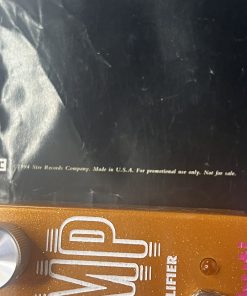 1994 Sire Records Company. Made in U.S.A. For promotional use only. Not for sale.
MP
LIFIER